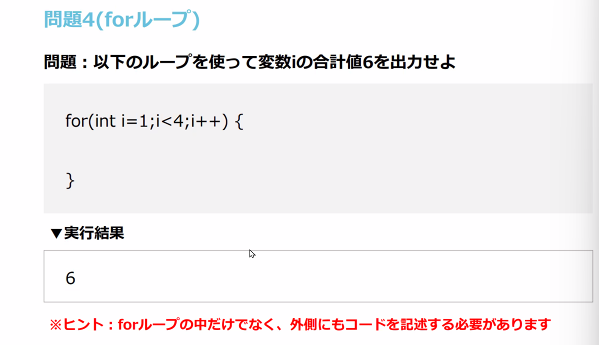 問題4(forループ)
問題：以下のループを使って変数iの合計値6を出力せよ
for(int i=1;i<4;i++) {
}
▼実行結果
6
※ヒント：forループの中だけでなく、外側にもコードを記述する必要があります